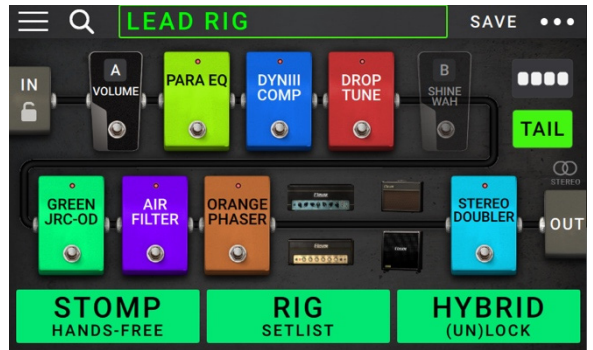 LEAD RIG
SAVE
IN
A
VOLUME
PARA EQ
DYNIII
COMP
DROP
TUNE
B
SHINE
WAH
TAIL
STEREO
GREEN
JRC-OD
AIR
FILTER
ORANGE
PHASER
STEREO
DOUBLER
OUT
STOMP
HANDS-FREE
RIG
SETLIST
HYBRID
(UN)LOCK